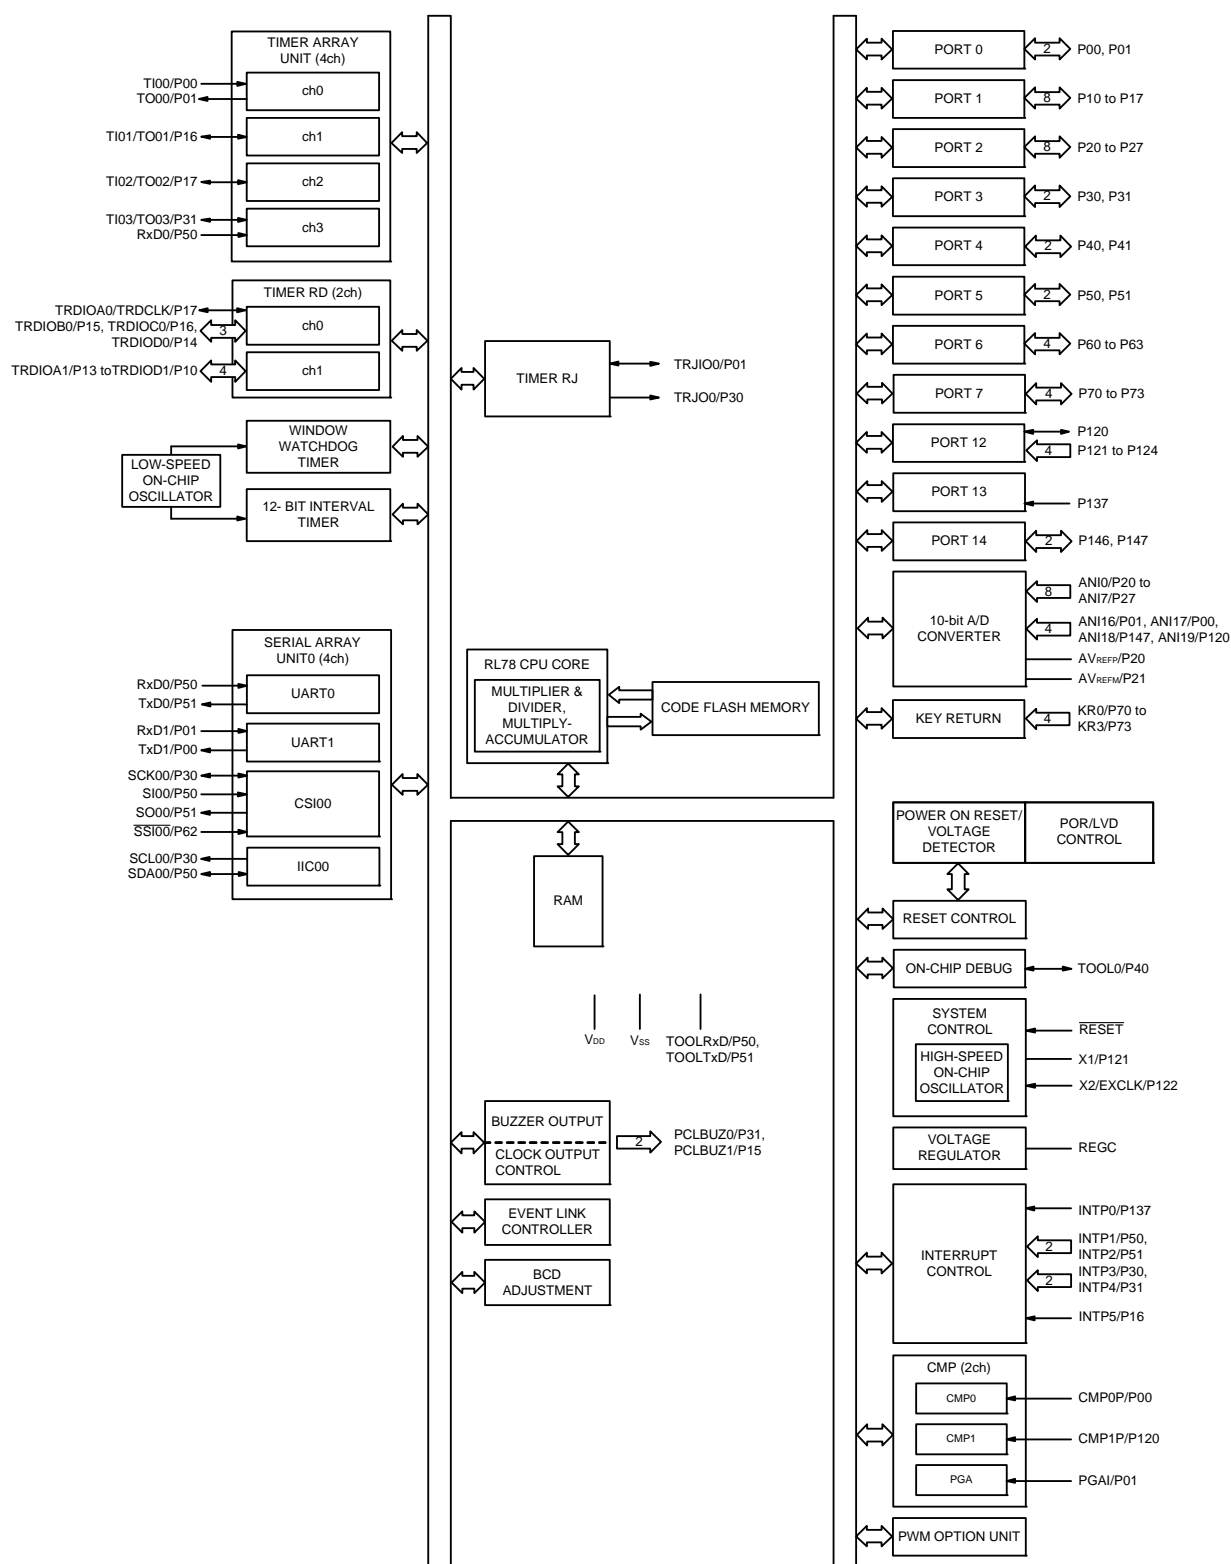 TIMER ARRAY
UNIT (4ch)
TI00/P00
TO00/P01
ch0
TI01/TO01/P16
ch1
TI02/TO02/P17
ch2
TI03/TO03/P31
RxD0/P50
ch3
TIMER RD (2ch)
TRDIOA0/TRDCLK/P17
TRDIOB0/P15, TRDIOC0/P16,
TRDIOD0/P14
3
ch0
TRDIOA1/P13 toTRDIOD1/P10
4
ch1
WINDOW
WATCHDOG
TIMER
LOW-SPEED
ON-CHIP
OSCILLATOR
12- BIT INTERVAL
TIMER
SERIAL ARRAY
UNIT0 (4ch)
RxD0/P50
TxD0/P51
UART0
RxD1/P01
TxD1/P00
UART1
SCK00/P30
SI00/P50
SO00/P51
SSI00/P62
CSI00
SCL00/P30
SDA00/P50
IIC00
TIMER RJ
TRJIO0/P01
TRJO0/P30
RL78 CPU CORE
MULTIPLIER &
DIVIDER,
MULTIPLY-
ACCUMULATOR
CODE FLASH MEMORY
RAM
VDD
VSS
TOOLRxD/P50,
TOOLTxD/P51
BUZZER OUTPUT
CLOCK OUTPUT
CONTROL
2
PCLBUZ0/P31,
PCLBUZ1/P15
EVENT LINK
CONTROLLER
BCD
ADJUSTMENT
PORT 0
2
P00, P01
PORT 1
8
P10 to P17
PORT 2
8
P20 to P27
PORT 3
2
P30, P31
PORT 4
2
P40, P41
PORT 5
2
P50, P51
PORT 6
4
P60 to P63
PORT 7
4
P70 to P73
PORT 12
P120
4
P121 to P124
PORT 13
P137
PORT 14
2
P146, P147
10-bit A/D
CONVERTER
8
ANI0/P20 to
ANI7/P27
4
ANI16/P01, ANI17/P00,
ANI18/P147, ANI19/P120
AVREFP/P20
AVREFM/P21
KEY RETURN
4
KR0/P70 to
KR3/P73
POWER ON RESET/
VOLTAGE
DETECTOR
POR/LVD
CONTROL
RESET CONTROL
ON-CHIP DEBUG
TOOL0/P40
SYSTEM
CONTROL
HIGH-SPEED
ON-CHIP
OSCILLATOR
RESET
X1/P121
X2/EXCLK/P122
VOLTAGE
REGULATOR
REGC
INTERRUPT
CONTROL
INTP0/P137
2
INTP1/P50,
INTP2/P51
2
INTP3/P30,
INTP4/P31
INTP5/P16
CMP (2ch)
CMP0
CMP0P/P00
CMP1
CMP1P/P120
PGA
PGAI/P01
PWM OPTION UNIT